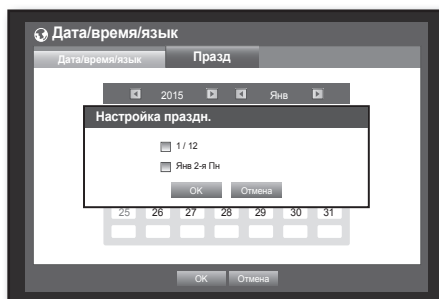 Дата/время/язык
Дата/время/язык Празд
2015 Янв
Настройка праздн.
1 / 12
Янв 2-я Пн
OK Отмена
25 26 27 28 29 30 31
OK Отмена